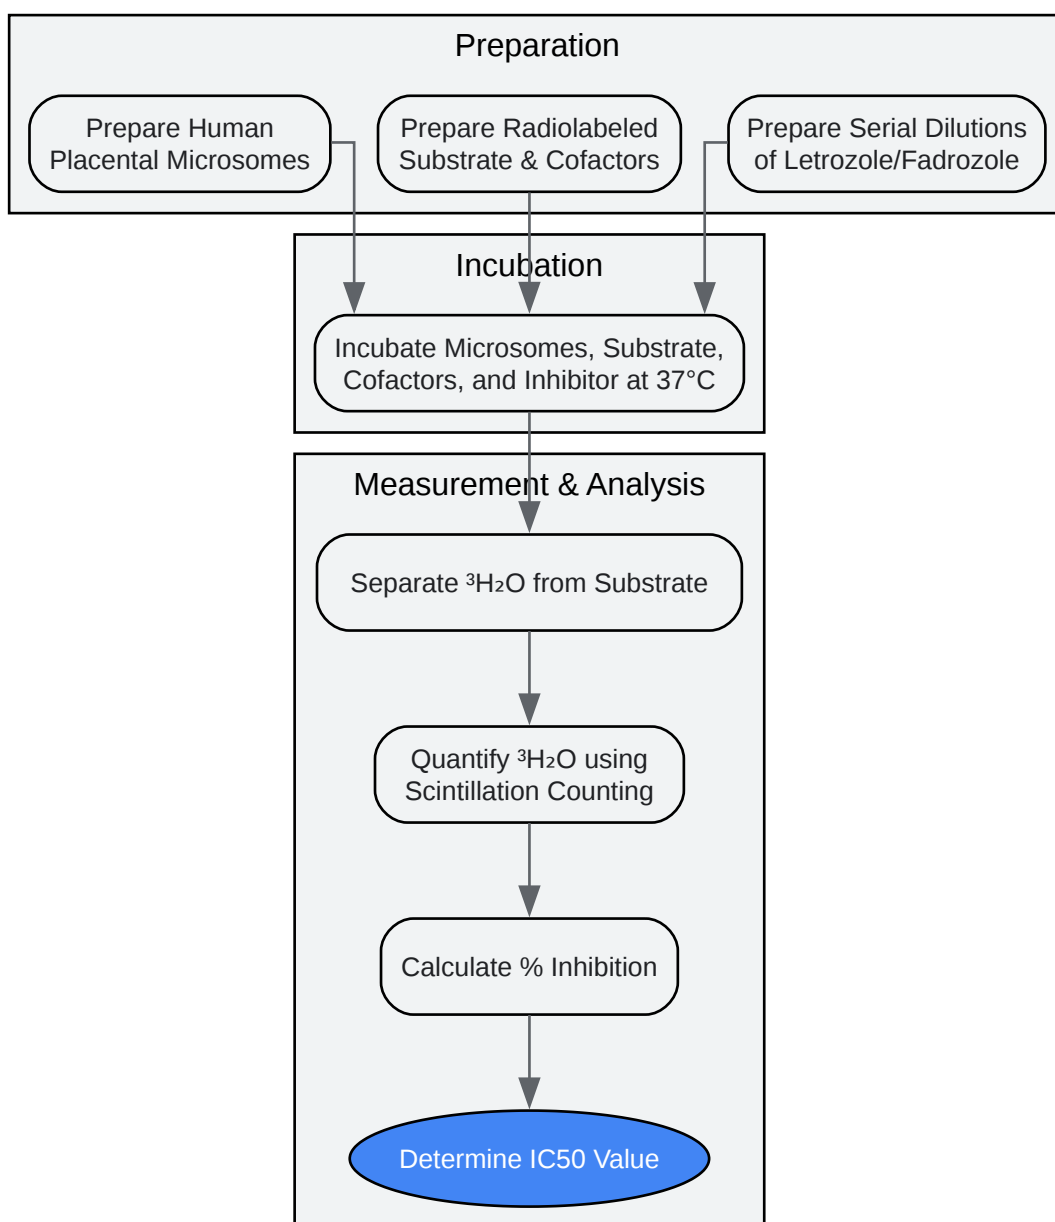 Preparation
Prepare Human
Placental Microsomes
Prepare Radiolabeled
Substrate & Cofactors
Prepare Serial Dilutions
of Letrozole/Fadrozole
Incubation
Incubate Microsomes, Substrate,
Cofactors, and Inhibitor at 37°C
Measurement & Analysis
Separate ³H₂O from Substrate
Quantify ³H₂O using
Scintillation Counting
Calculate % Inhibition
Determine IC50 Value